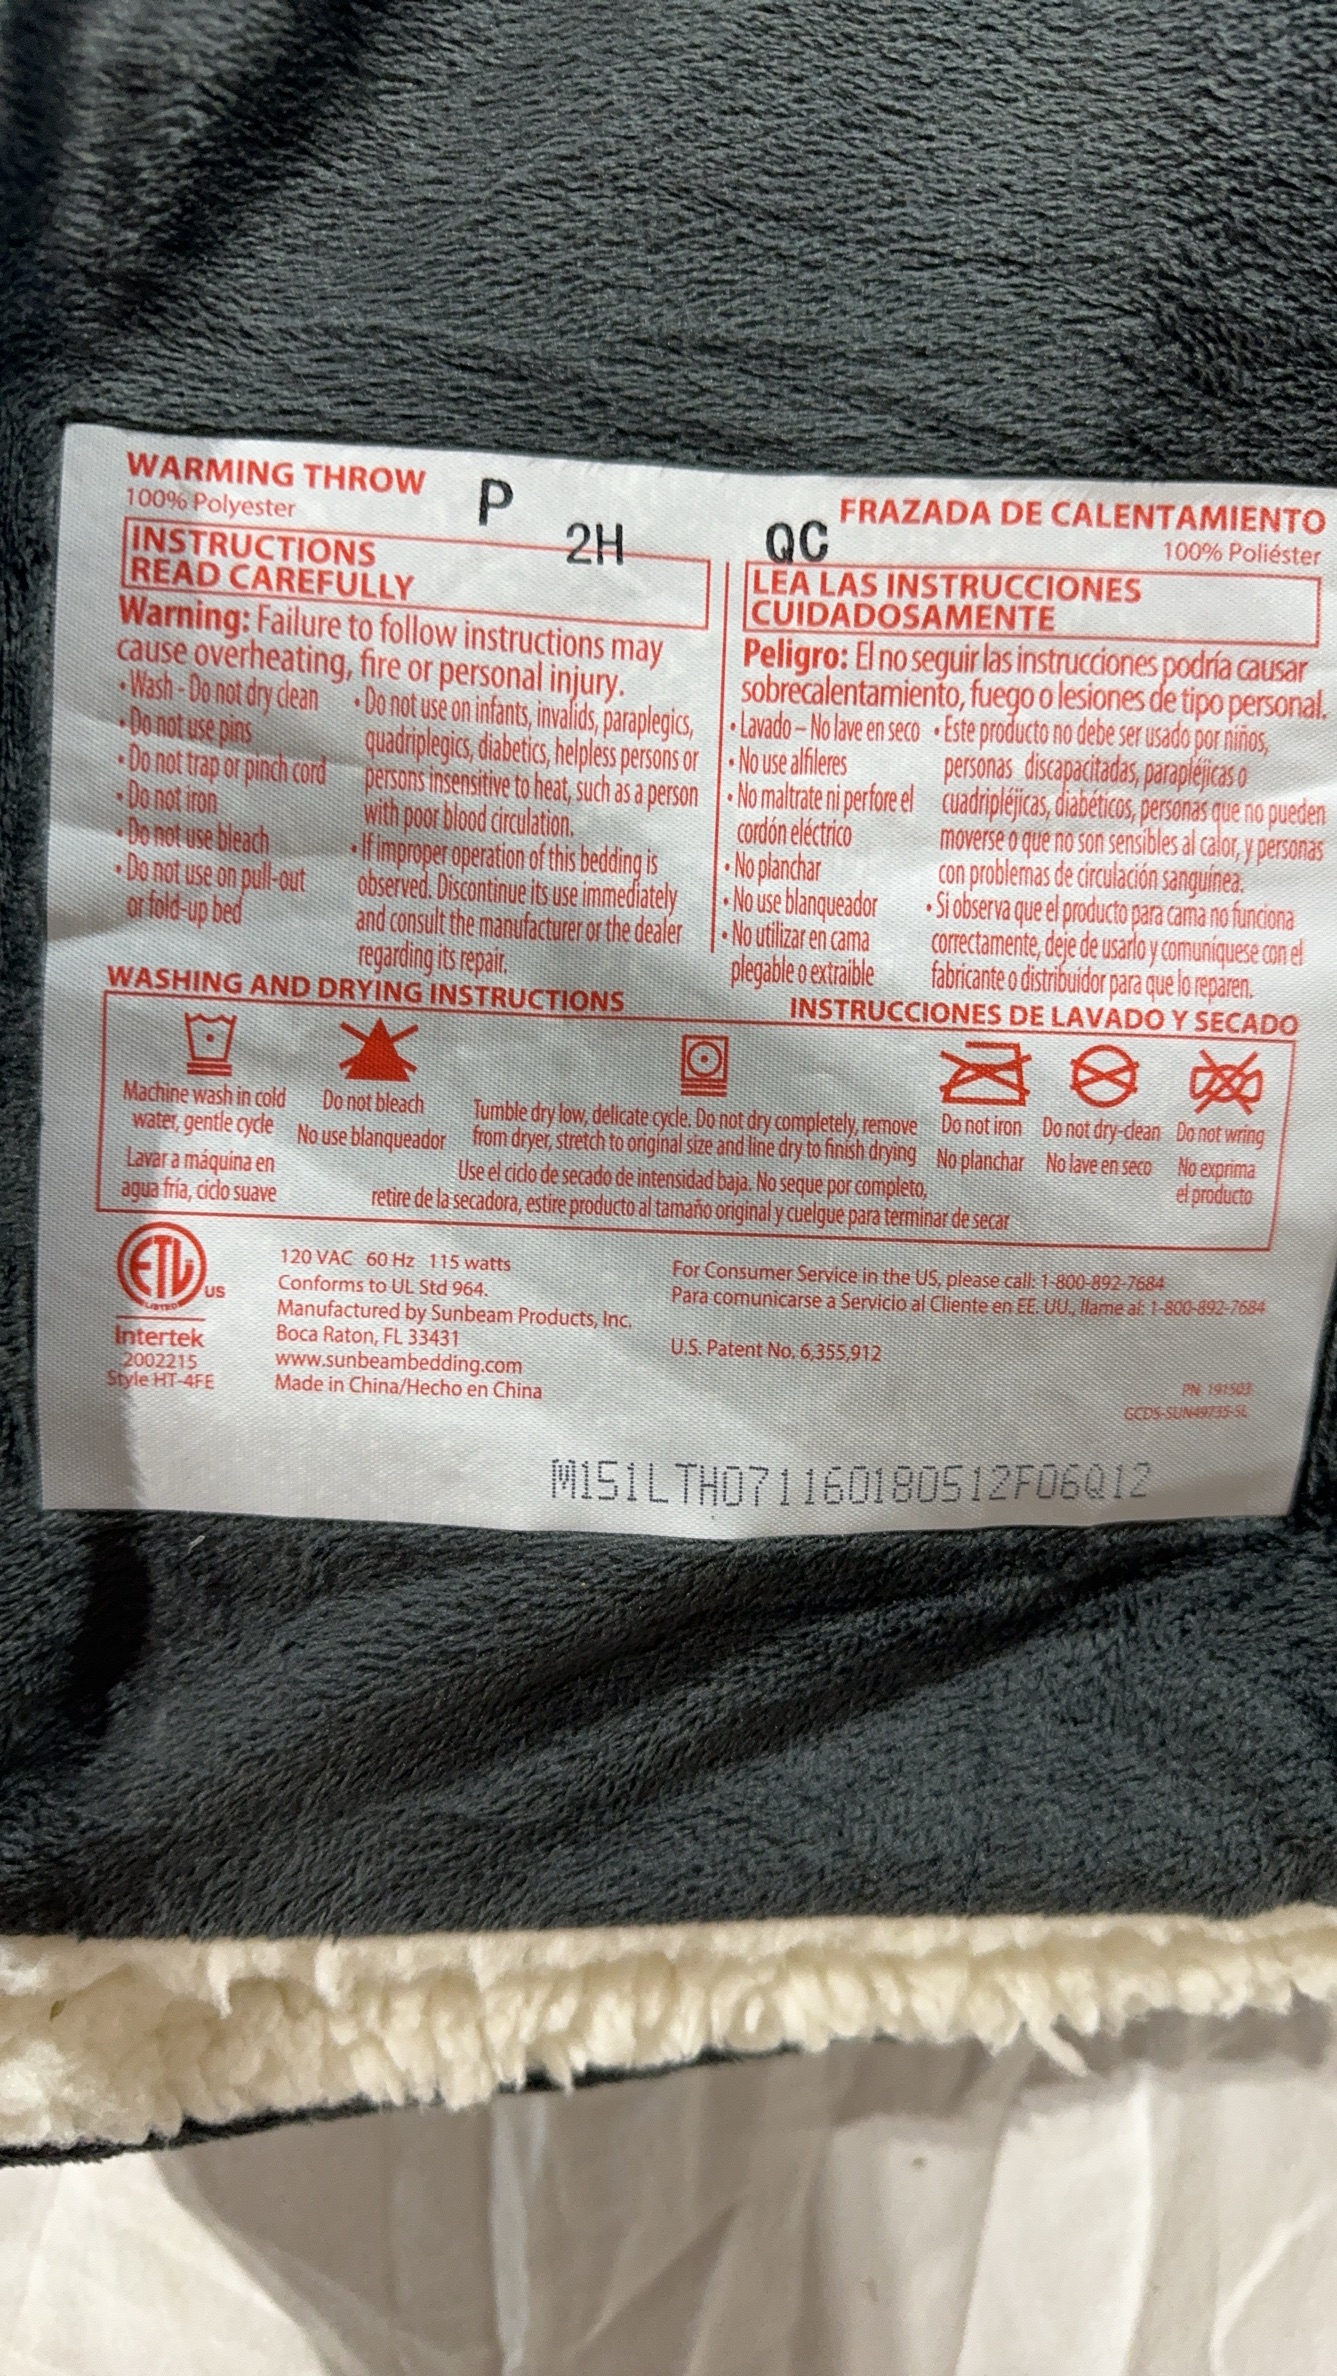 WARMING THROW
100% Polyester
P
2H
QC
FRAZADA DE CALENTAMIENTO
100% Poliéster
INSTRUCTIONS
READ CAREFULLY
Warning: Failure to follow instructions may
cause overheating, fire or personal injury.
• Wash - Do not dry clean
• Do not use pins
• Do not trap or pinch cord
• Do not iron
• Do not use bleach
• Do not use on pull-out
or fold-up bed
• Do not use on infants, invalids, paraplegics,
quadriplegics, diabetics, helpless persons or
persons insensitive to heat, such as a person
with poor blood circulation.
• If improper operation of this bedding is
observed. Discontinue its use immediately
and consult the manufacturer or the dealer
regarding its repair.
LEA LAS INSTRUCCIONES
CUIDADOSAMENTE
Peligro: El no seguir las instrucciones podría causar
sobrecalentamiento, fuego o lesiones de tipo personal.
• Lavado – No lave en seco
• No use alfileres
• No maltrate ni perfore el
cordón eléctrico
• No planchar
• No use blanqueador
• No utilizar en cama
plegable o extraible
• Este producto no debe ser usado por niños,
personas discapacitadas, parapléjicas o
cuadripléjicas, diabéticos, personas que no pueden
moverse o que no son sensibles al calor, y personas
con problemas de circulación sanguínea.
• Si observa que el producto para cama no funciona
correctamente, deje de usarlo y comuníquese con el
fabricante o distribuidor para que lo reparen.
WASHING AND DRYING INSTRUCTIONS
INSTRUCCIONES DE LAVADO Y SECADO
Machine wash in cold
water, gentle cycle
Lavar a máquina en
agua fría, ciclo suave
Do not bleach
No use blanqueador
Tumble dry low, delicate cycle. Do not dry completely, remove
from dryer, stretch to original size and line dry to finish drying
Use el ciclo de secado de intensidad baja. No seque por completo,
retire de la secadora, estire producto al tamaño original y cuelgue para terminar de secar
Do not iron
No planchar
Do not dry-clean
No lave en seco
Do not wring
No exprima
el producto
ETL
LISTED
US
Intertek
2002215
Style HT-4FE
120 VAC 60 Hz 115 watts
Conforms to UL Std 964.
Manufactured by Sunbeam Products, Inc.
Boca Raton, FL 33431
www.sunbeambedding.com
Made in China/Hecho en China
For Consumer Service in the US, please call: 1-800-892-7684
Para comunicarse a Servicio al Cliente en EE. UU., llame al: 1-800-892-7684
U.S. Patent No. 6,355,912
PN 191503
GCDS-SUN49735-SL
M151LTH071160180512F06Q12